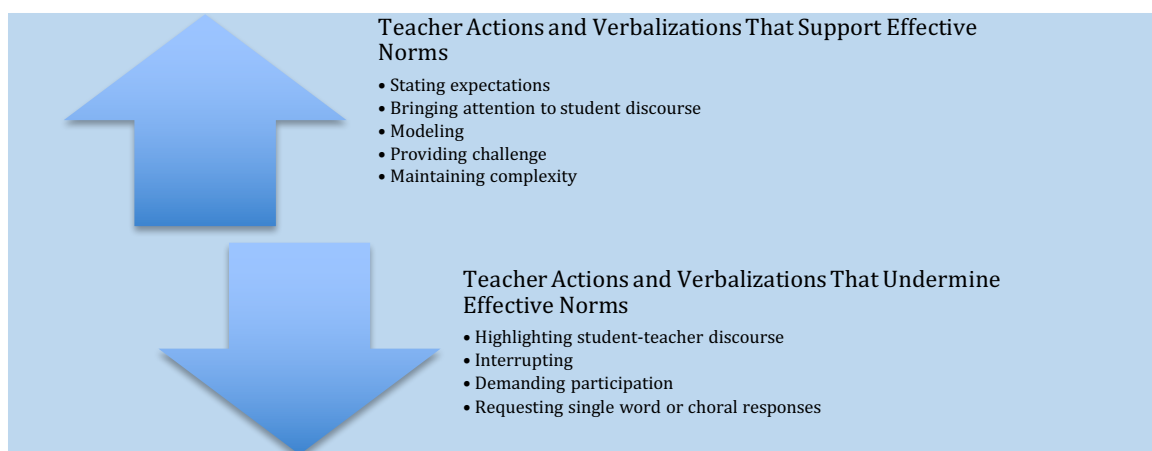 Teacher Actions and Verbalizations That Support Effective
Norms
• Stating expectations
• Bringing attention to student discourse
• Modeling
• Providing challenge
• Maintaining complexity
Teacher Actions and Verbalizations That Undermine
Effective Norms
• Highlighting student-teacher discourse
• Interrupting
• Demanding participation
• Requesting single word or choral responses